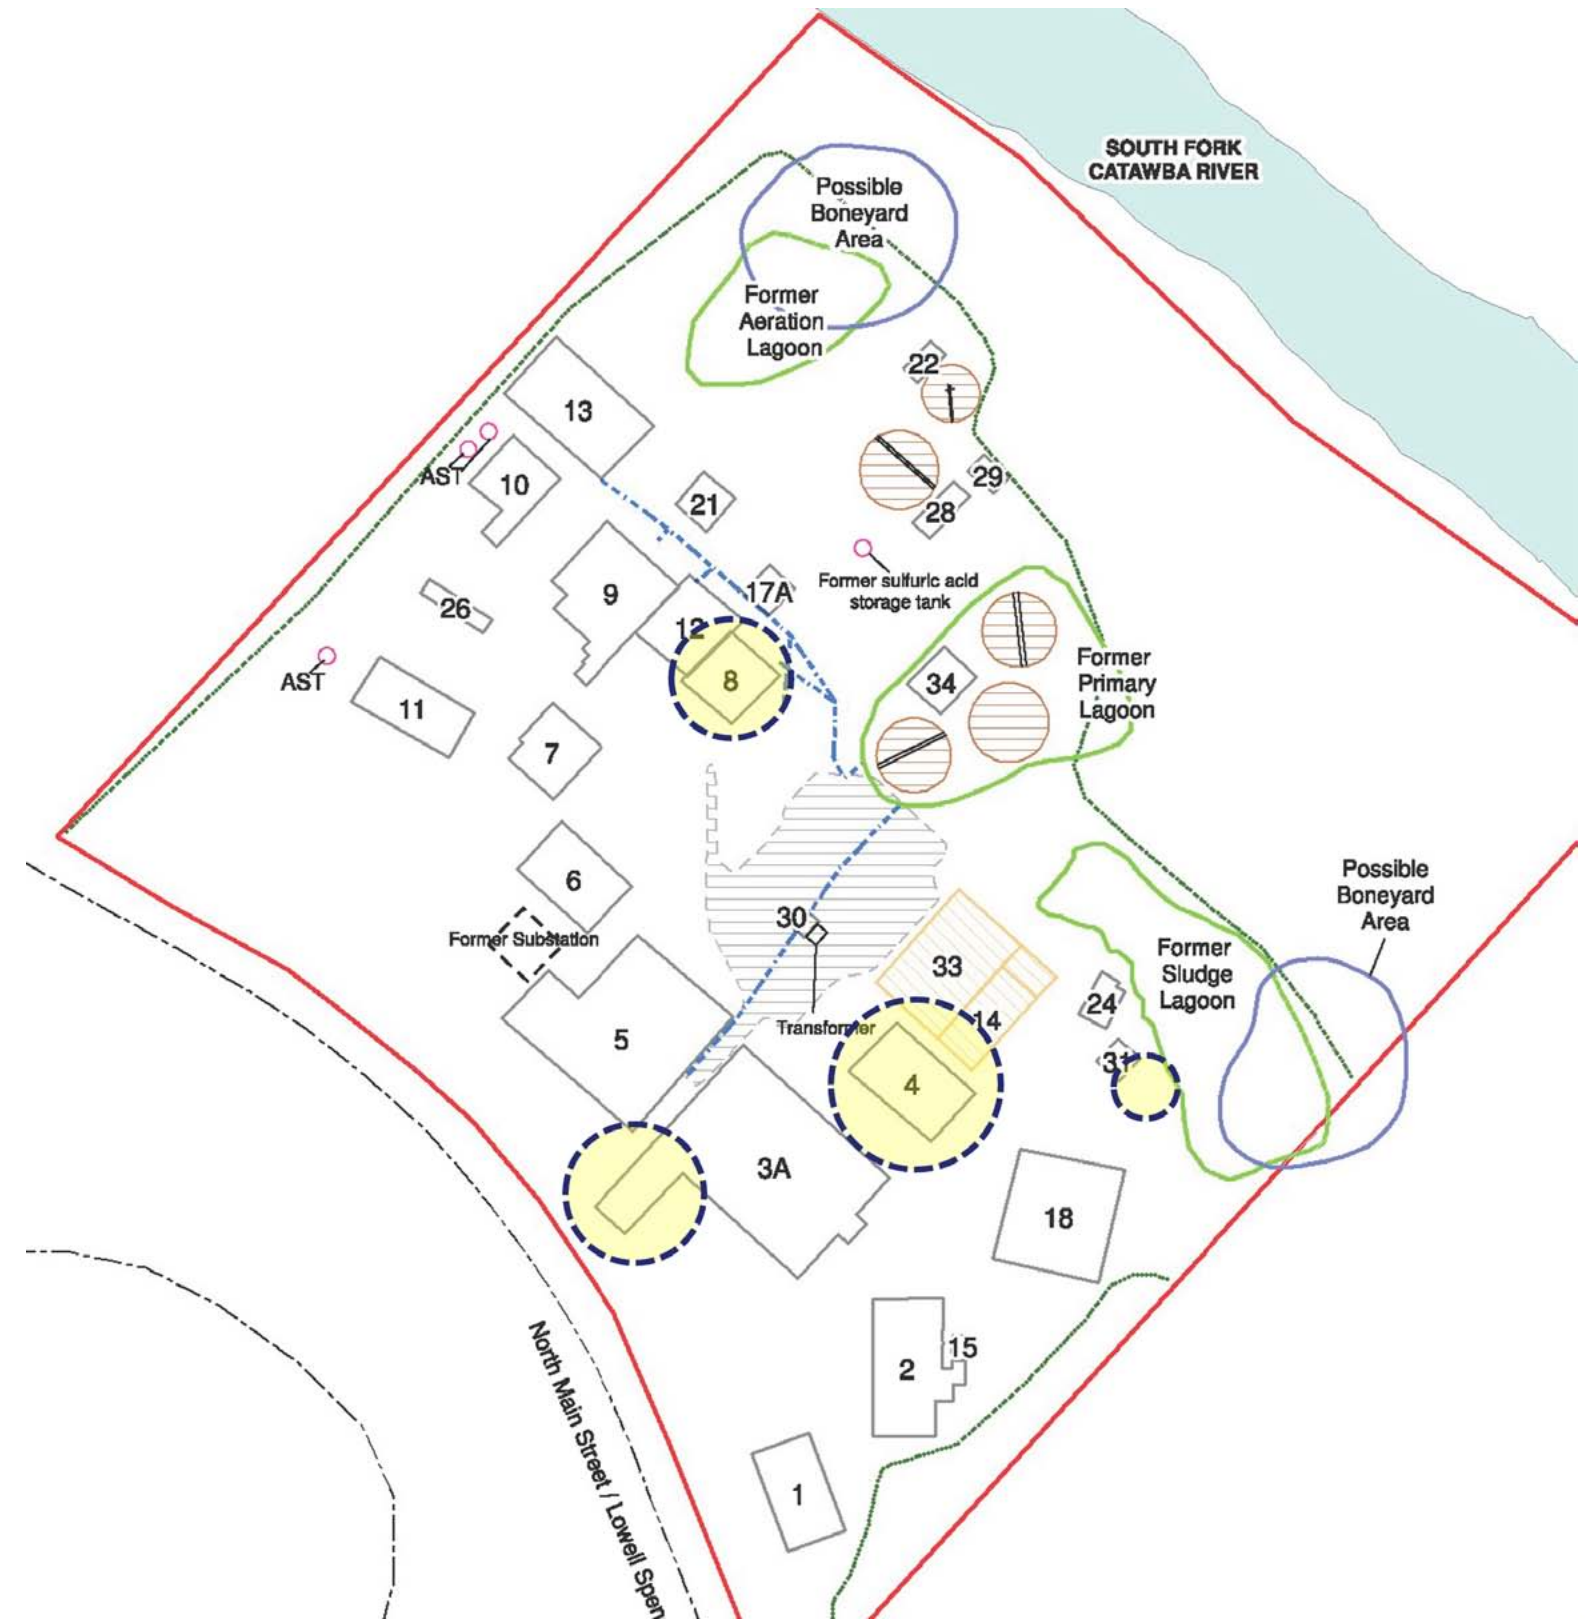 SOUTH FORK
CATAWBA RIVER
Possible
Boneyard
Area
Former
Aeration
Lagoon
22
13
AST
10
21
29
28
Former sulfuric acid
storage tank
26
9
17A
12
AST
11
8
34
Former
Primary
Lagoon
7
6
Former Substation
30
33
Possible
Boneyard
Area
Former
Sludge
Lagoon
24
14
Transformer
5
31
4
3A
18
15
2
1
North Main Street / Lowell Spen